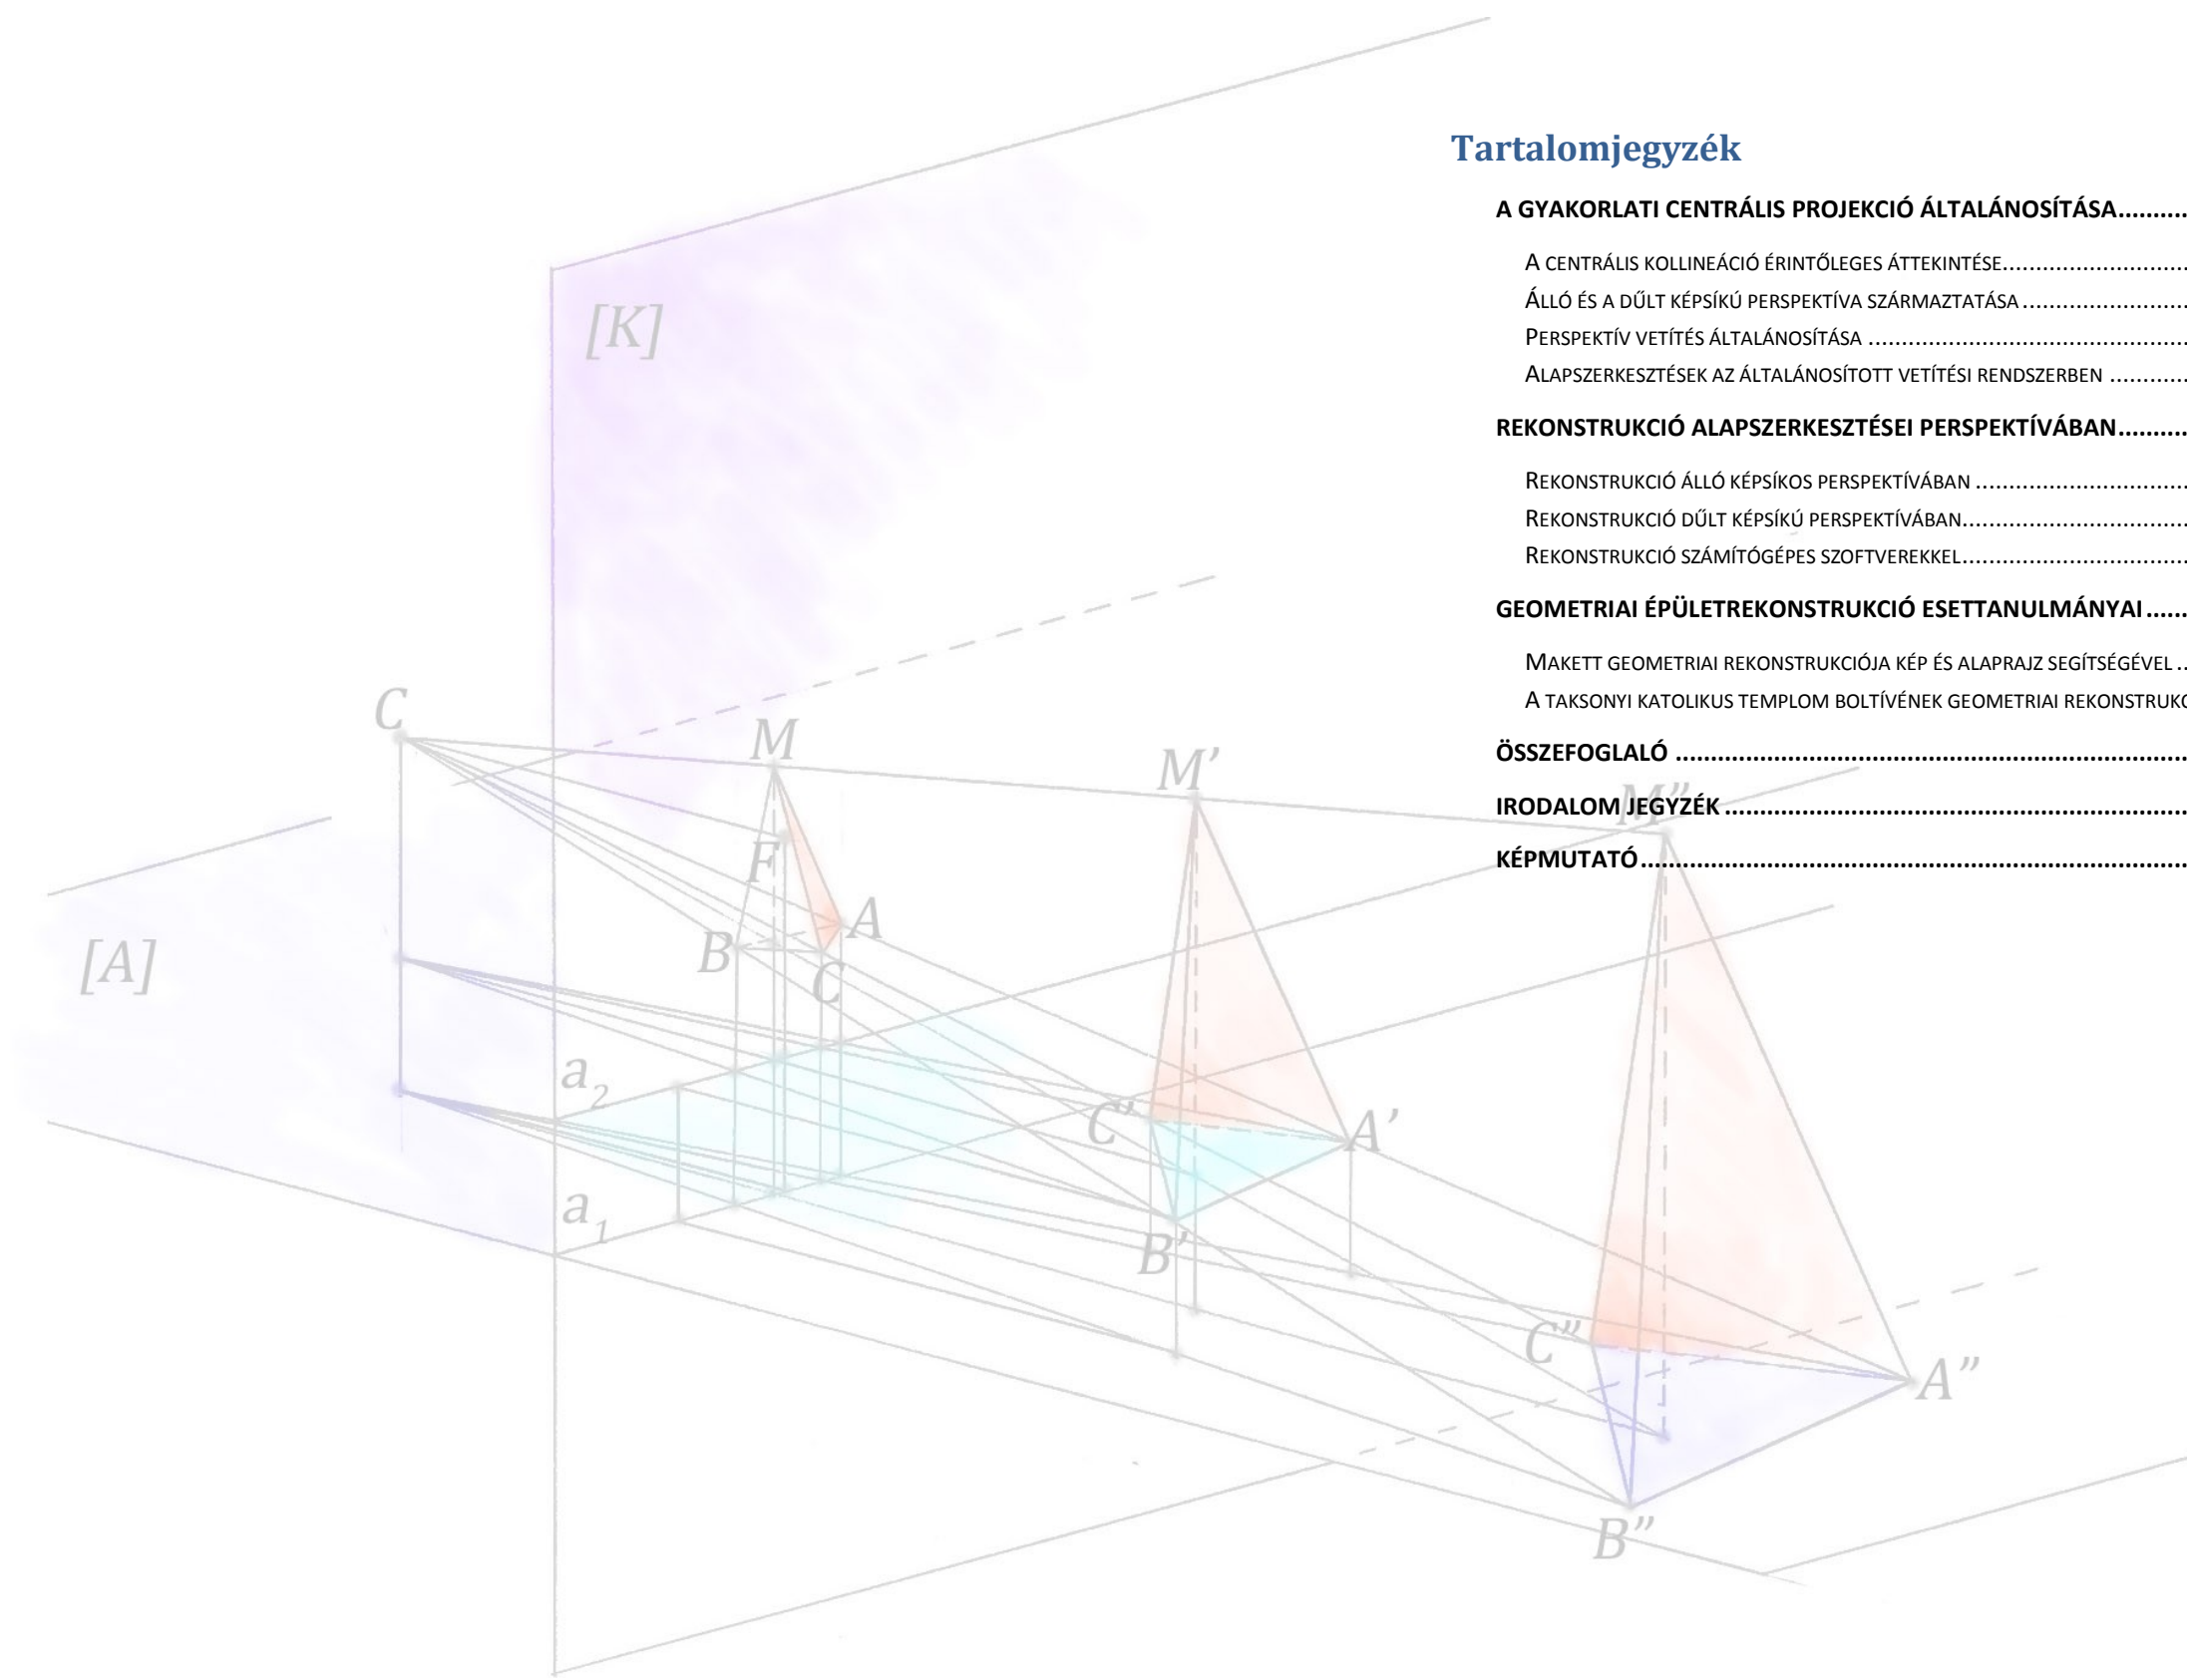 Tartalomjegyzék
A GYAKORLATI CENTRÁLIS PROJEKCIÓ ÁLTALÁNOSÍTÁSA..........
A CENTRÁLIS KOLLINEÁCIÓ ÉRINTŐLEGES ÁTTEKINTÉSE............................
ÁLLÓ ÉS A DŰLT KÉPSÍKÚ PERSPEKTÍVA SZÁRMAZTATÁSA .........................
PERSPEKTÍV VETÍTÉS ÁLTALÁNOSÍTÁSA ................................................
ALAPSZERKESZTÉSEK AZ ÁLTALÁNOSÍTOTT VETÍTÉSI RENDSZERBEN ............
REKONSTRUKCIÓ ALAPSZERKESZTÉSEI PERSPEKTÍVÁBAN..........
REKONSTRUKCIÓ ÁLLÓ KÉPSÍKOS PERSPEKTÍVÁBAN ................................
REKONSTRUKCIÓ DŰLT KÉPSÍKÚ PERSPEKTÍVÁBAN..................................
REKONSTRUKCIÓ SZÁMÍTÓGÉPES SZOFTVEREKKEL..................................
GEOMETRIAI ÉPÜLETREKONSTRUKCIÓ ESETTANULMÁNYAI ......
MAKETT GEOMETRIAI REKONSTRUKCIÓJA KÉP ÉS ALAPRAJZ SEGÍTSÉGÉVEL ..
A TAKSONYI KATOLIKUS TEMPLOM BOLTÍVÉNEK GEOMETRIAI
ÖSSZEFOGLALÓ ..............................................................................
IRODALOM JEGYZÉK .......................................................................
KÉPMUTATÓ...................................................................................
[K]
C
M
M'
M"
F
A
B
C
[A]
a2
a1
C'
A'
B'
C"
A"
B"